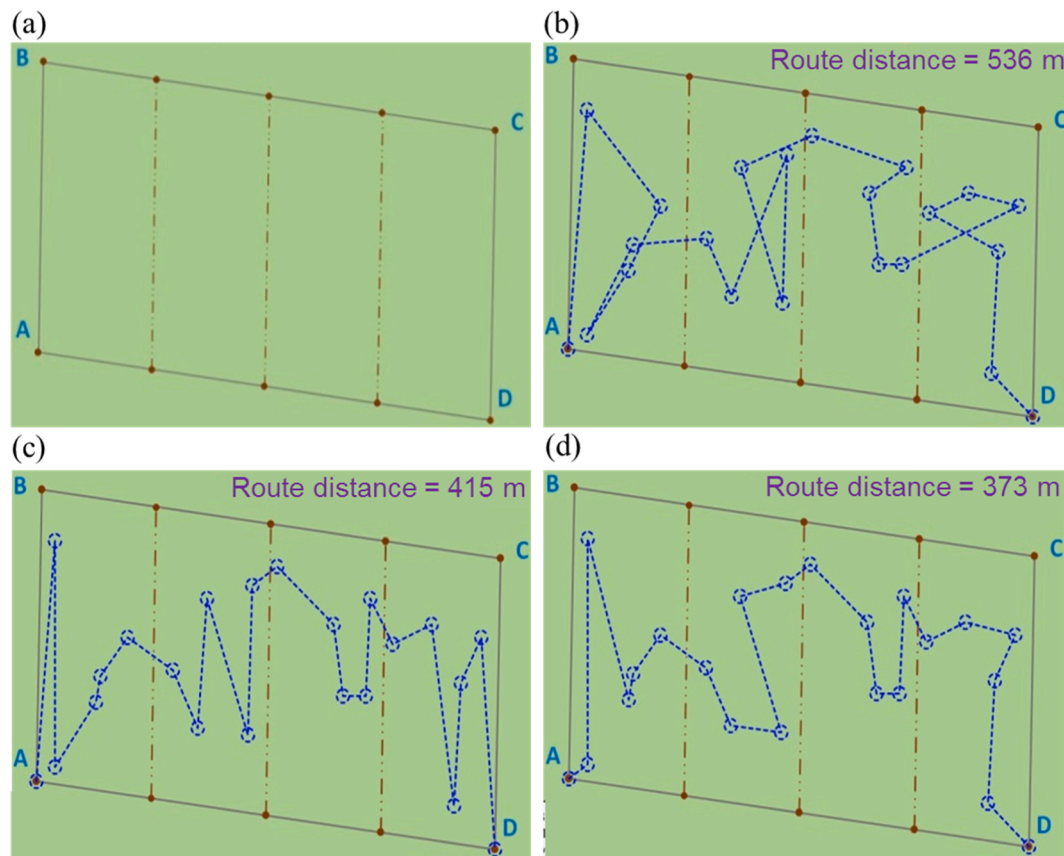 (a)
B
C
A
D
(b)
Route distance = 536 m
B
C
A
D
(c)
Route distance = 415 m
B
C
A
D
(d)
Route distance = 373 m
B
C
A
D